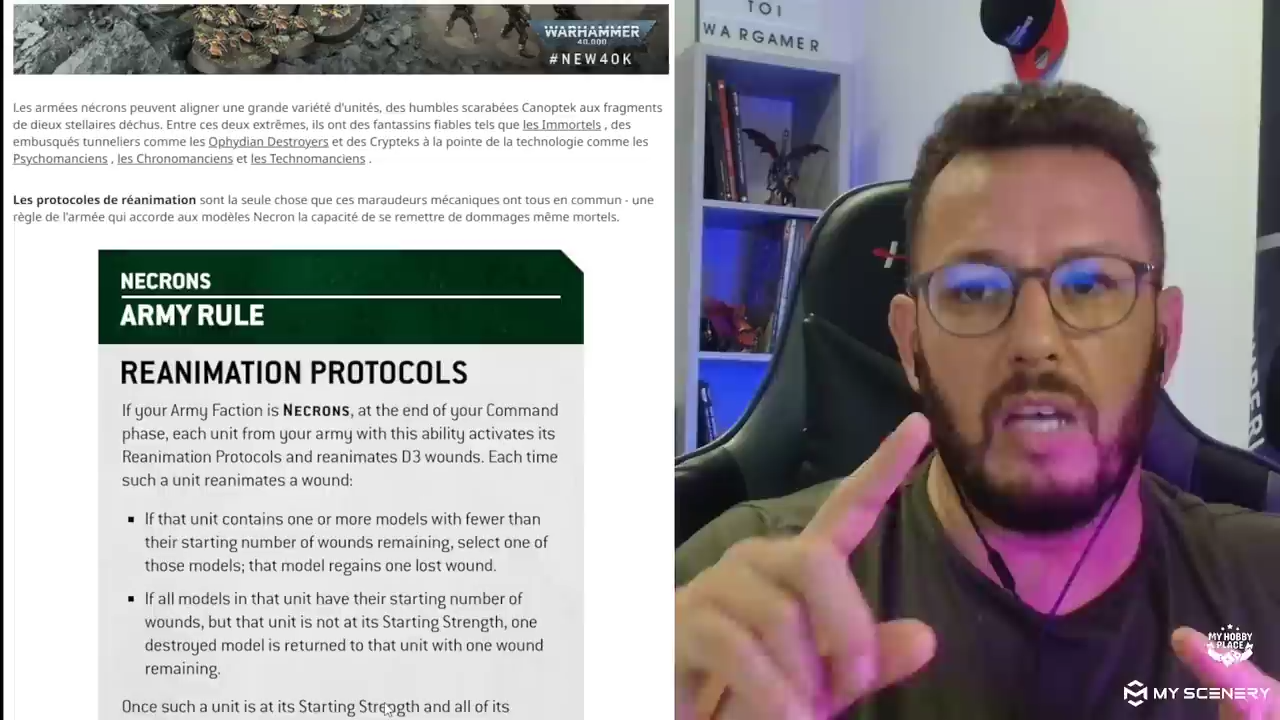 WARHAMMER
40,000
#NEW40K
Les armées nécrons peuvent aligner une grande variété d'unités, des humbles scarabées Canoptek aux fragments
de dieux stellaires déchus. Entre ces deux extrêmes, ils ont des fantassins fiables tels que les Immortels , des
embusqués tunneliers comme les Ophydian Destroyers et des Crypteks à la pointe de la technologie comme les
Psychomanciens , les Chronomanciens et les Technomanciens .
Les protocoles de réanimation sont la seule chose que ces maraudeurs mécaniques ont tous en commun - une
règle de l'armée qui accorde aux modèles Necron la capacité de se remettre de dommages même mortels.
NECRONS
ARMY RULE
REANIMATION PROTOCOLS
If your Army Faction is NECRONS, at the end of your Command
phase, each unit from your army with this ability activates its
Reanimation Protocols and reanimates D3 wounds. Each time
such a unit reanimates a wound:
▪ If that unit contains one or more models with fewer than
their starting number of wounds remaining, select one of
those models; that model regains one lost wound.
▪ If all models in that unit have their starting number of
wounds, but that unit is not at its Starting Strength, one
destroyed model is returned to that unit with one wound
remaining.
Once such a unit is at its Starting Strength and all of its
TOI
WARGAMER
MY HOBBY
PLACE
MY SCENERY